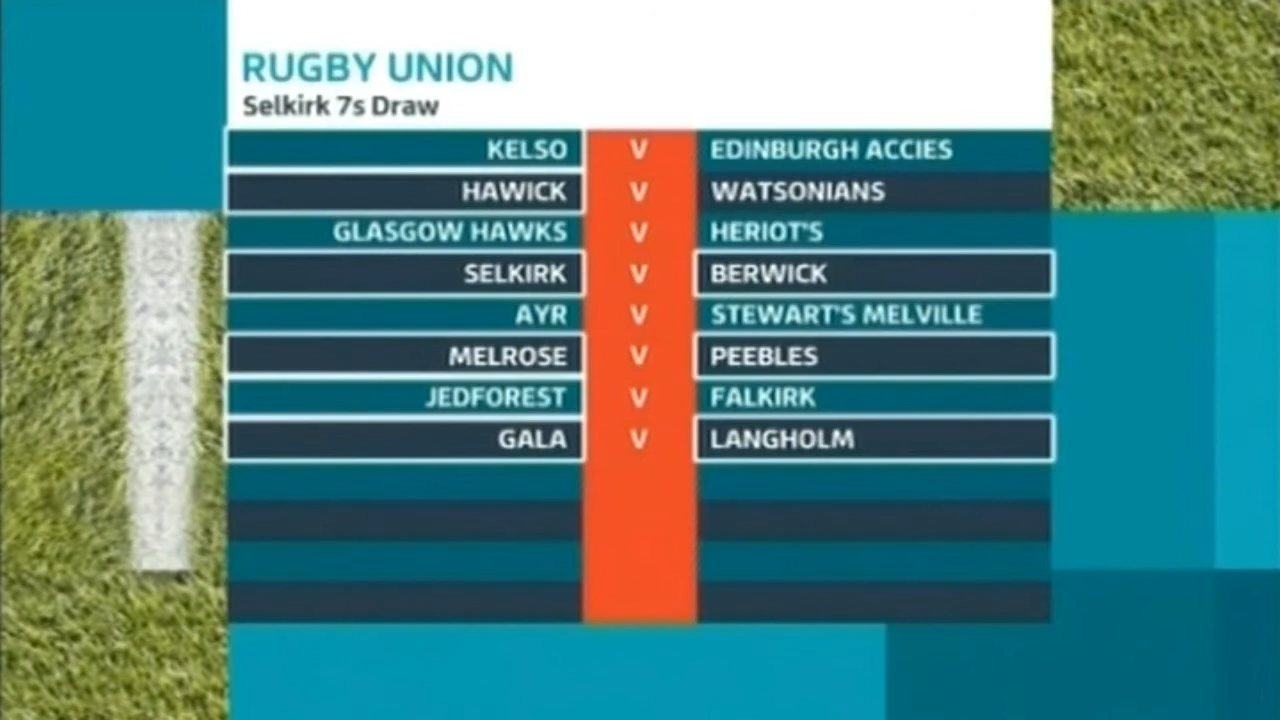 RUGBY UNION
Selkirk 7s Draw
KELSO V EDINBURGH ACCIES
HAWICK V WATSONIANS
GLASGOW HAWKS V HERIOT'S
SELKIRK V BERWICK
AYR V STEWART'S MELVILLE
MELROSE V PEEBLES
JEDFOREST V FALKIRK
GALA V LANGHOLM